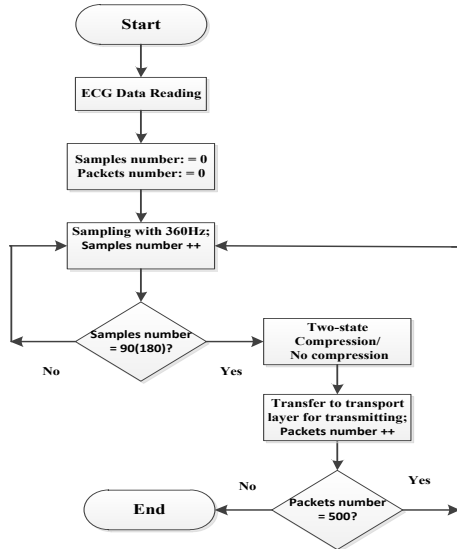 Start
ECG Data Reading
Samples number: = 0
Packets number: = 0
Sampling with 360Hz;
Samples number ++
Samples number
= 90(180)?
No
Yes
Two-state
Compression/
No compression
Transfer to transport
layer for transmitting;
Packets number ++
Packets number
= 500?
No
Yes
End